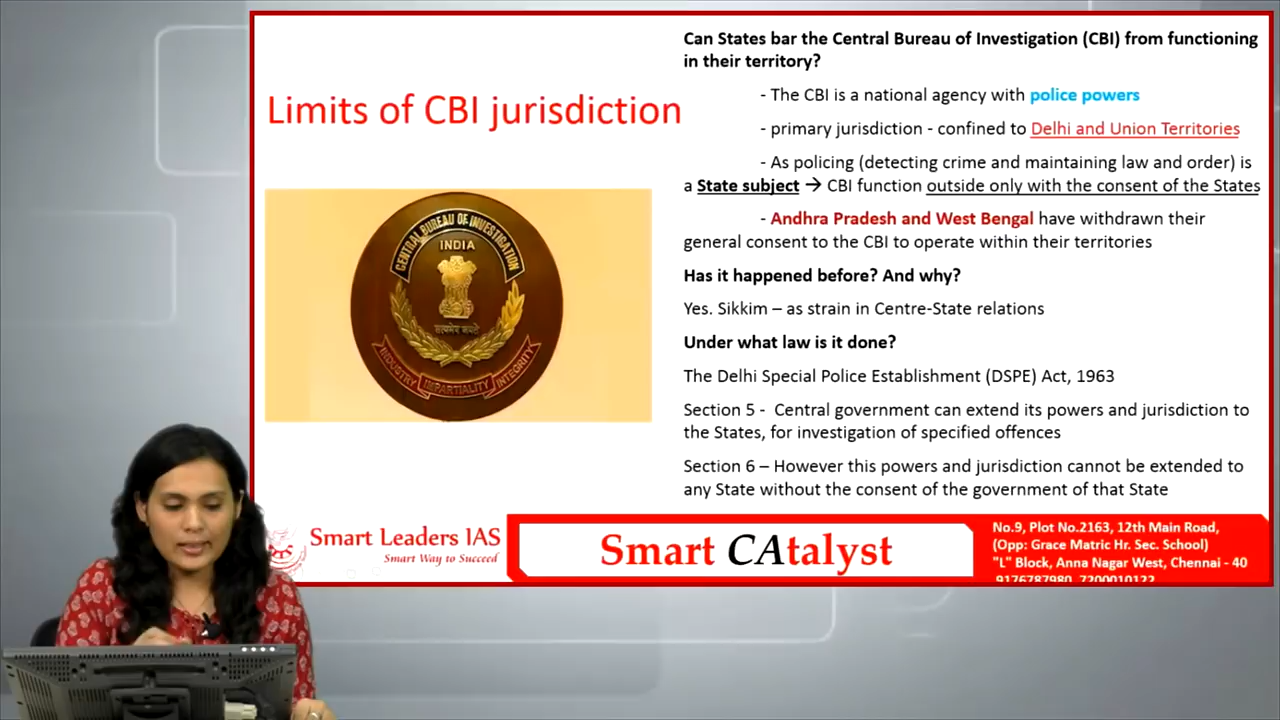 Limits of CBI jurisdiction
CENTRAL BUREAU OF INVESTIGATION
INDIA
सत्यमेव जयते
INDUSTRY IMPARTIALITY INTEGRITY
Can States bar the Central Bureau of Investigation (CBI) from functioning
in their territory?
- The CBI is a national agency with police powers
- primary jurisdiction - confined to Delhi and Union Territories
- As policing (detecting crime and maintaining law and order) is
a State subject → CBI function outside only with the consent of the States
- Andhra Pradesh and West Bengal have withdrawn their
general consent to the CBI to operate within their territories
Has it happened before? And why?
Yes. Sikkim – as strain in Centre-State relations
Under what law is it done?
The Delhi Special Police Establishment (DSPE) Act, 1963
Section 5 - Central government can extend its powers and jurisdiction to
the States, for investigation of specified offences
Section 6 – However this powers and jurisdiction cannot be extended to
any State without the consent of the government of that State
Smart Leaders IAS
Smart Way to Succeed
Smart CAtalyst
No.9, Plot No.2163, 12th Main Road,
(Opp: Grace Matric Hr. Sec. School)
"L" Block, Anna Nagar West, Chennai - 40
9176787980, 7200010122